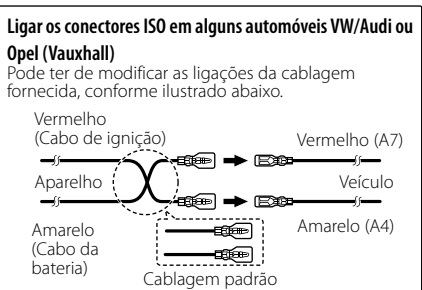 Ligar os conectores ISO em alguns automóveis VW/Audi ou
Opel (Vauxhall)
Pode ter de modificar as ligações da cablagem
fornecida, conforme ilustrado abaixo.
Vermelho
(Cabo de ignição)
Vermelho (A7)
Aparelho
Veículo
Amarelo
(Cabo da
bateria)
Amarelo (A4)
Cablagem padrão